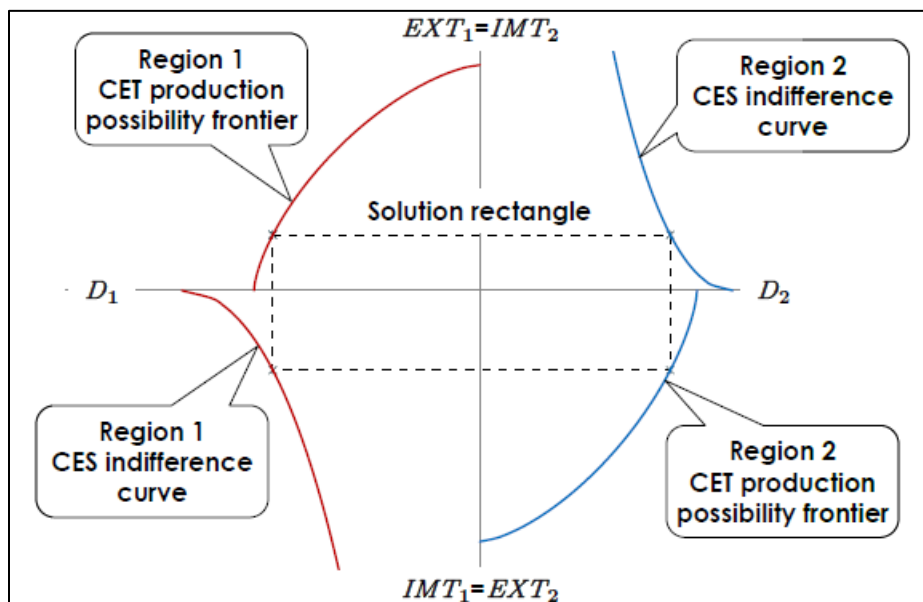 EXT₁=IMT₂
Region 1
CET production
possibility frontier
Region 2
CES indifference
curve
Solution rectangle
D₁
D₂
Region 1
CES indifference
curve
Region 2
CET production
possibility frontier
IMT₁=EXT₂